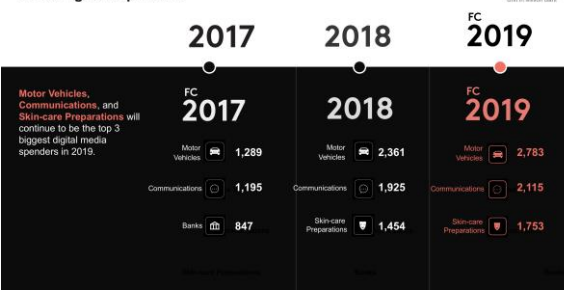 2017
2018
FC
2019
Motor Vehicles,
Communications, and
Skin-care Preparations will
continue to be the top 3
biggest digital media
spenders in 2019.
FC
2017
Motor
Vehicles
1,289
Communications
1,195
Banks
847
2018
Motor
Vehicles
2,361
Communications
1,925
Skin-care
Preparations
1,454
FC
2019
Motor
Vehicles
2,783
Communications
2,115
Skin-care
Preparations
1,753